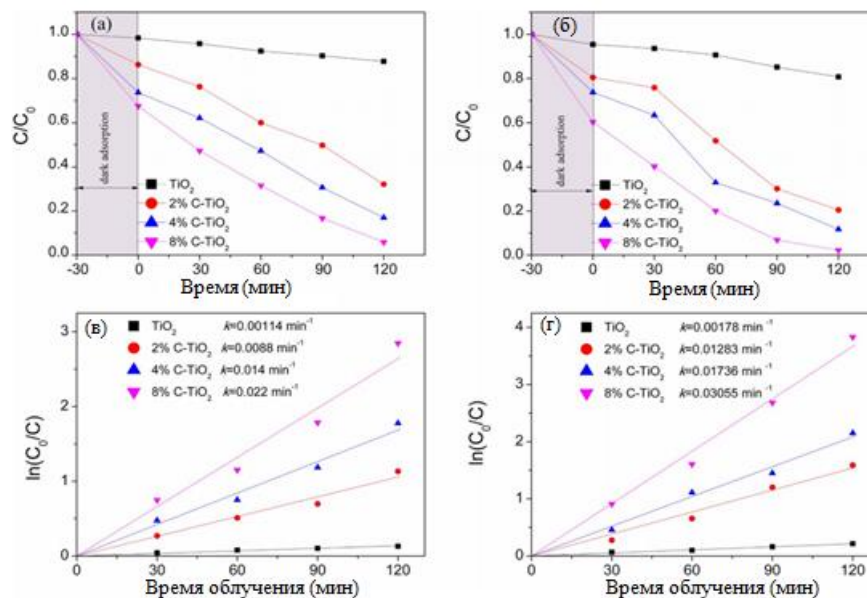 (а)
1.0
0.8
0.6
0.4
0.2
0.0
C/C₀
dark adsorption
TiO₂
2% C-TiO₂
4% C-TiO₂
8% C-TiO₂
-30 0 30 60 90 120
Время (мин)
(б)
1.0
0.8
0.6
0.4
0.2
0.0
C/C₀
dark adsorption
TiO₂
2% C-TiO₂
4% C-TiO₂
8% C-TiO₂
-30 0 30 60 90 120
Время (мин)
(в)
3
2
1
0
ln(C₀/C)
TiO₂ k=0.00114 min⁻¹
2% C-TiO₂ k=0.0088 min⁻¹
4% C-TiO₂ k=0.014 min⁻¹
8% C-TiO₂ k=0.022 min⁻¹
0 30 60 90 120
Время облучения (мин)
(г)
4
3
2
1
0
ln(C₀/C)
TiO₂ k=0.00178 min⁻¹
2% C-TiO₂ k=0.01283 min⁻¹
4% C-TiO₂ k=0.01736 min⁻¹
8% C-TiO₂ k=0.03055 min⁻¹
0 30 60 90 120
Время облучения (мин)